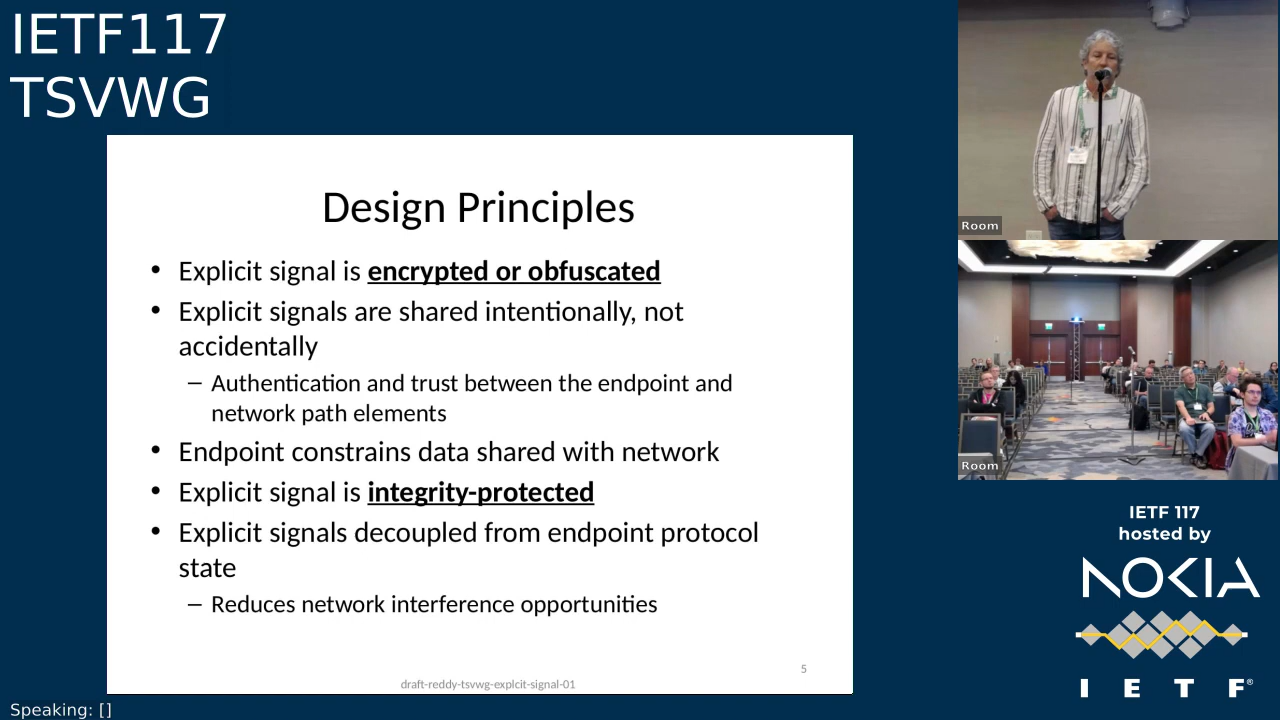 IETF117
TSVWG
Design Principles
• Explicit signal is encrypted or obfuscated
• Explicit signals are shared intentionally, not
accidentally
– Authentication and trust between the endpoint and
network path elements
• Endpoint constrains data shared with network
• Explicit signal is integrity-protected
• Explicit signals decoupled from endpoint protocol
state
– Reduces network interference opportunities
5
draft-reddy-tsvwg-explcit-signal-01
Speaking: []
Room
Room
IETF 117
hosted by
NOKIA
I E T F®